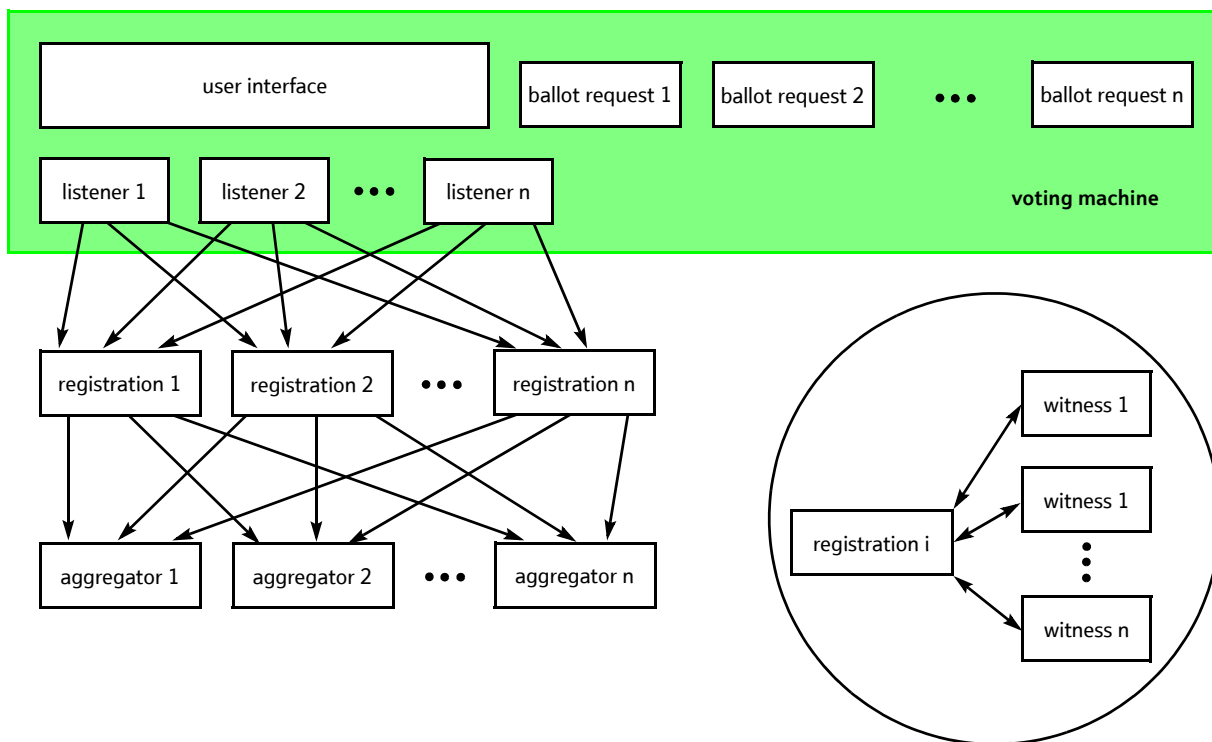 user interface
ballot request 1
ballot request 2
ballot request n
listener 1
listener 2
listener n
voting machine
registration 1
registration 2
registration n
aggregator 1
aggregator 2
aggregator n
registration i
witness 1
witness 1
witness n